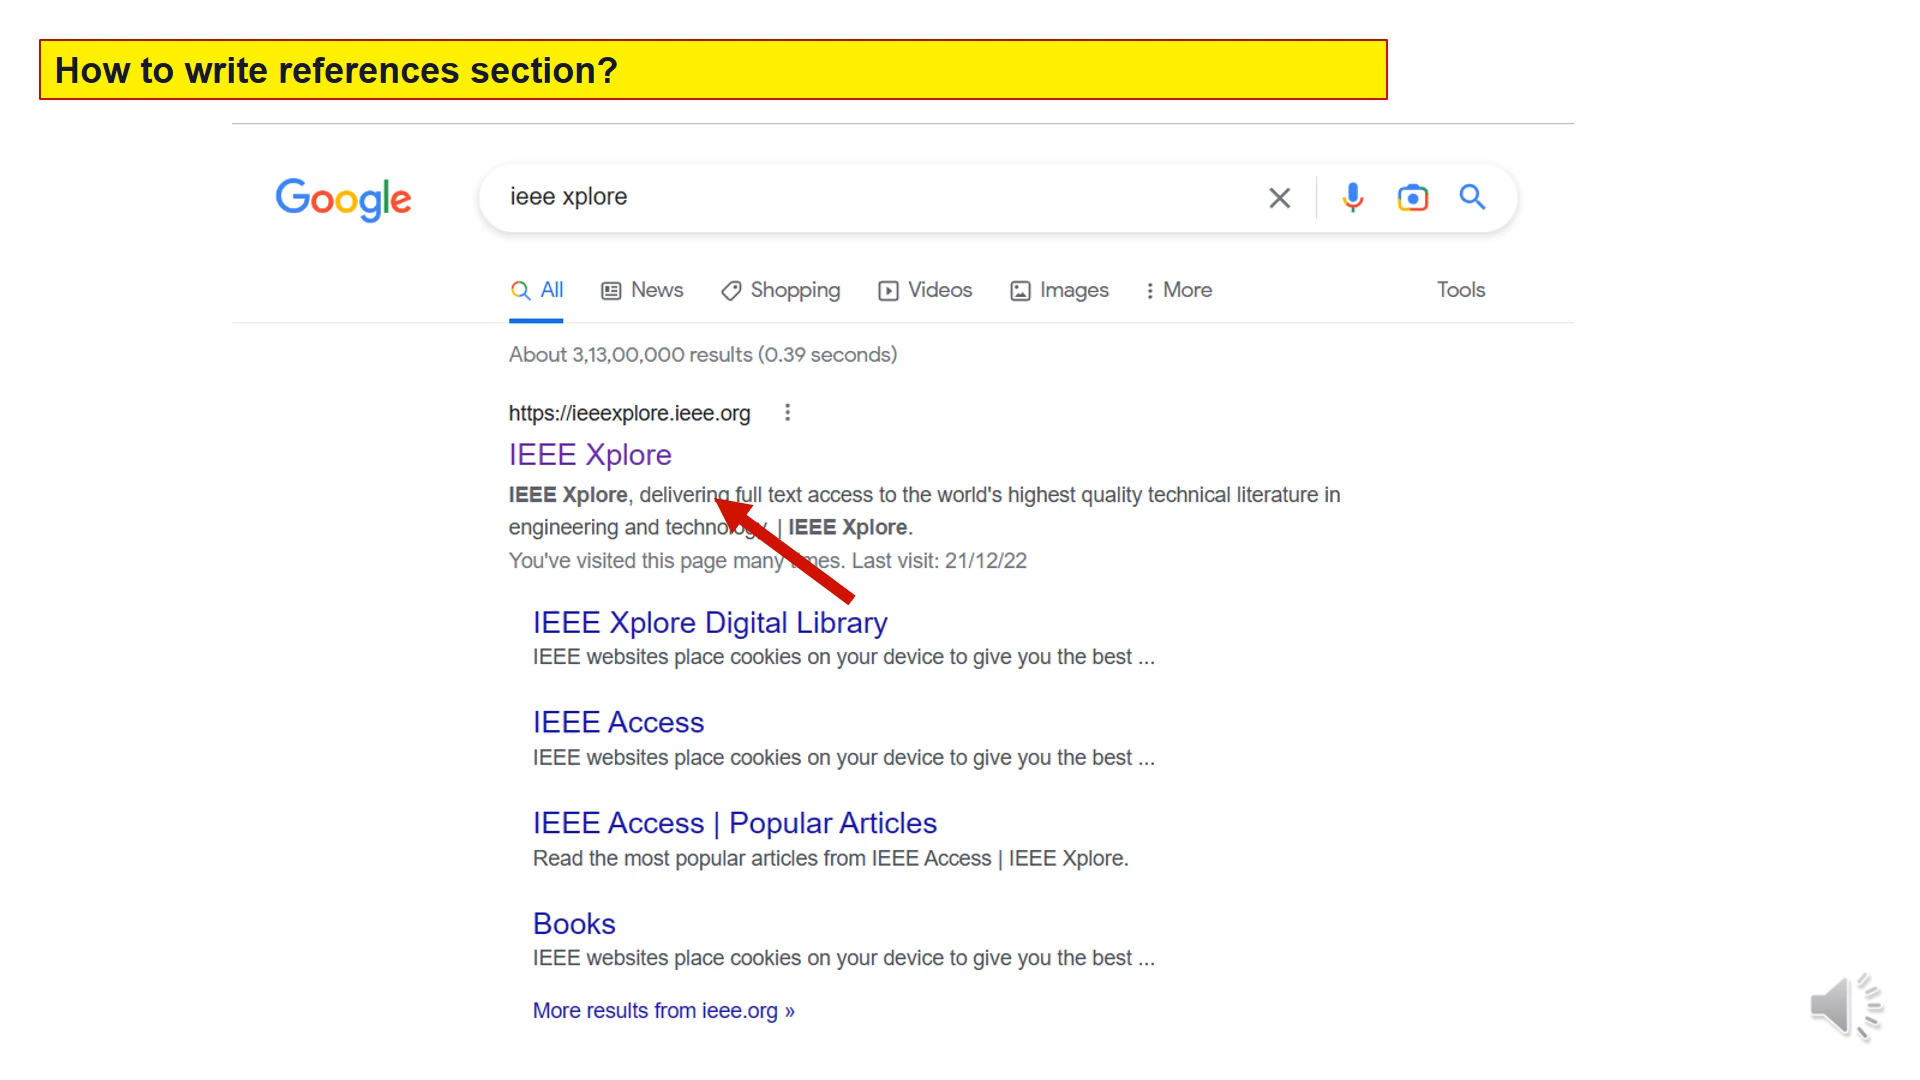 How to write references section?
Google
ieee xplore
All News Shopping Videos Images More Tools
About 3,13,00,000 results (0.39 seconds)
https://ieeexplore.ieee.org
IEEE Xplore
IEEE Xplore, delivering full text access to the world's highest quality technical literature in
engineering and technology. | IEEE Xplore.
You've visited this page many times. Last visit: 21/12/22
IEEE Xplore Digital Library
IEEE websites place cookies on your device to give you the best ...
IEEE Access
IEEE websites place cookies on your device to give you the best ...
IEEE Access | Popular Articles
Read the most popular articles from IEEE Access | IEEE Xplore.
Books
IEEE websites place cookies on your device to give you the best ...
More results from ieee.org »